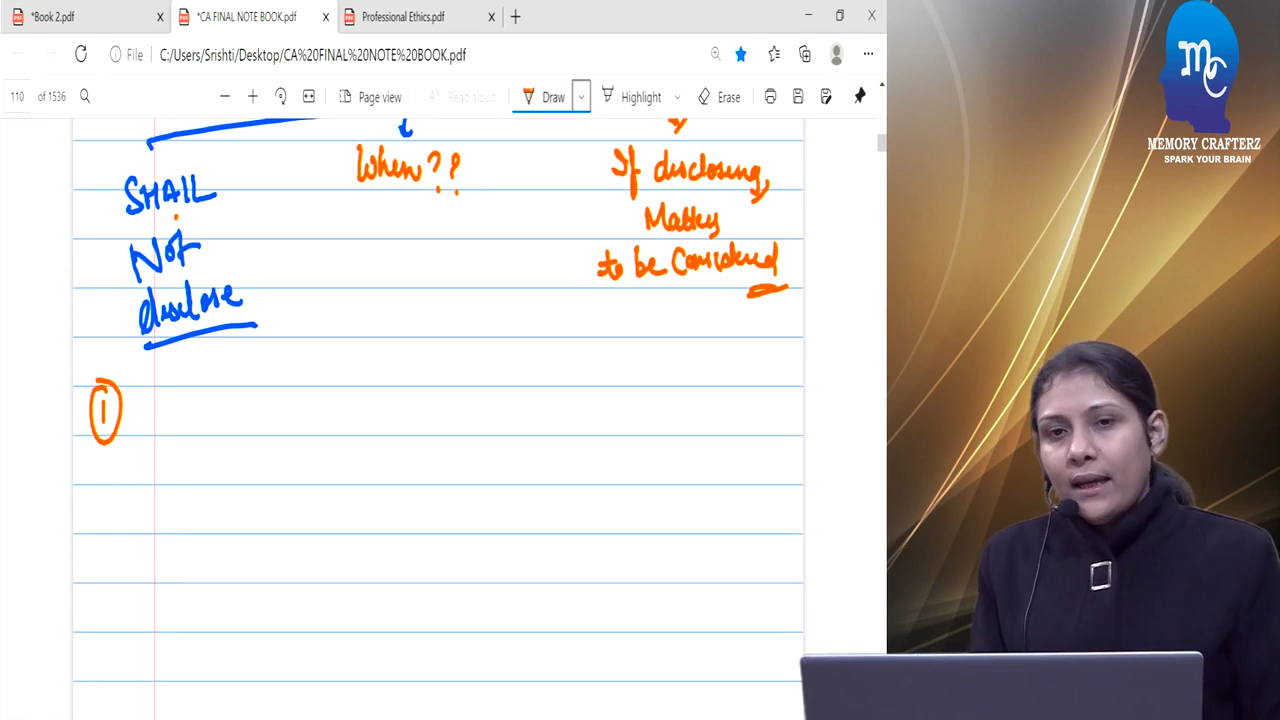 *Book 2.pdf
*CA FINAL NOTE BOOK.pdf
Professional Ethics.pdf
File
C:/Users/Srishti/Desktop/CA%20FINAL%20NOTE%20BOOK.pdf
110 of 1536
Page view
Read aloud
Draw
Highlight
Erase
MC
MEMORY CRAFTERZ
SPARK YOUR BRAIN
SHALL
Not
disclose
When??
If disclosing,
Matters
to be Considered
1